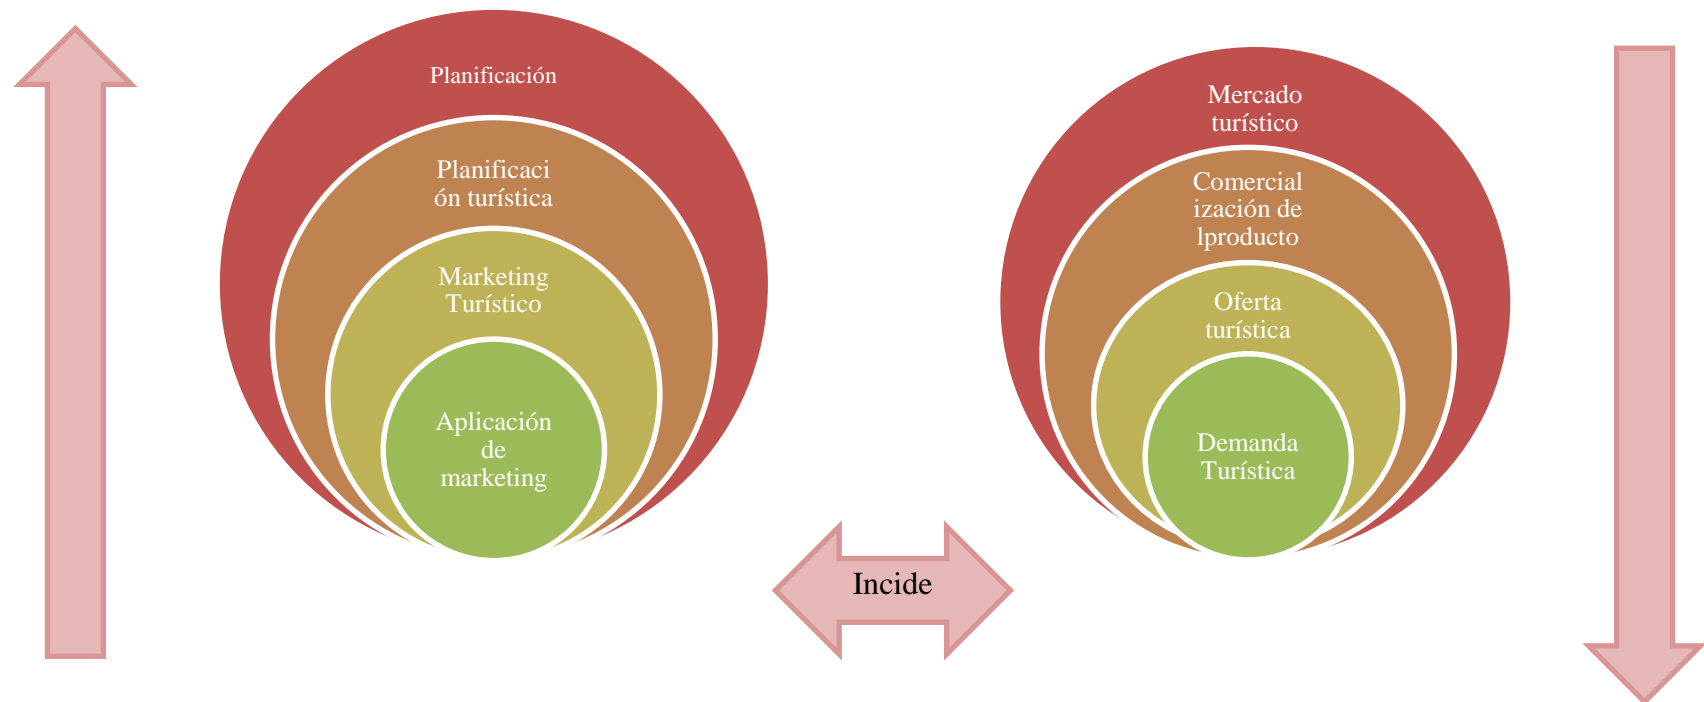 Planificación
Planificaci
ón turística
Marketing
Turístico
Aplicación
de
marketing
Incide
Mercado
turístico
Comercial
ización de
lproducto
Oferta
turística
Demanda
Turística